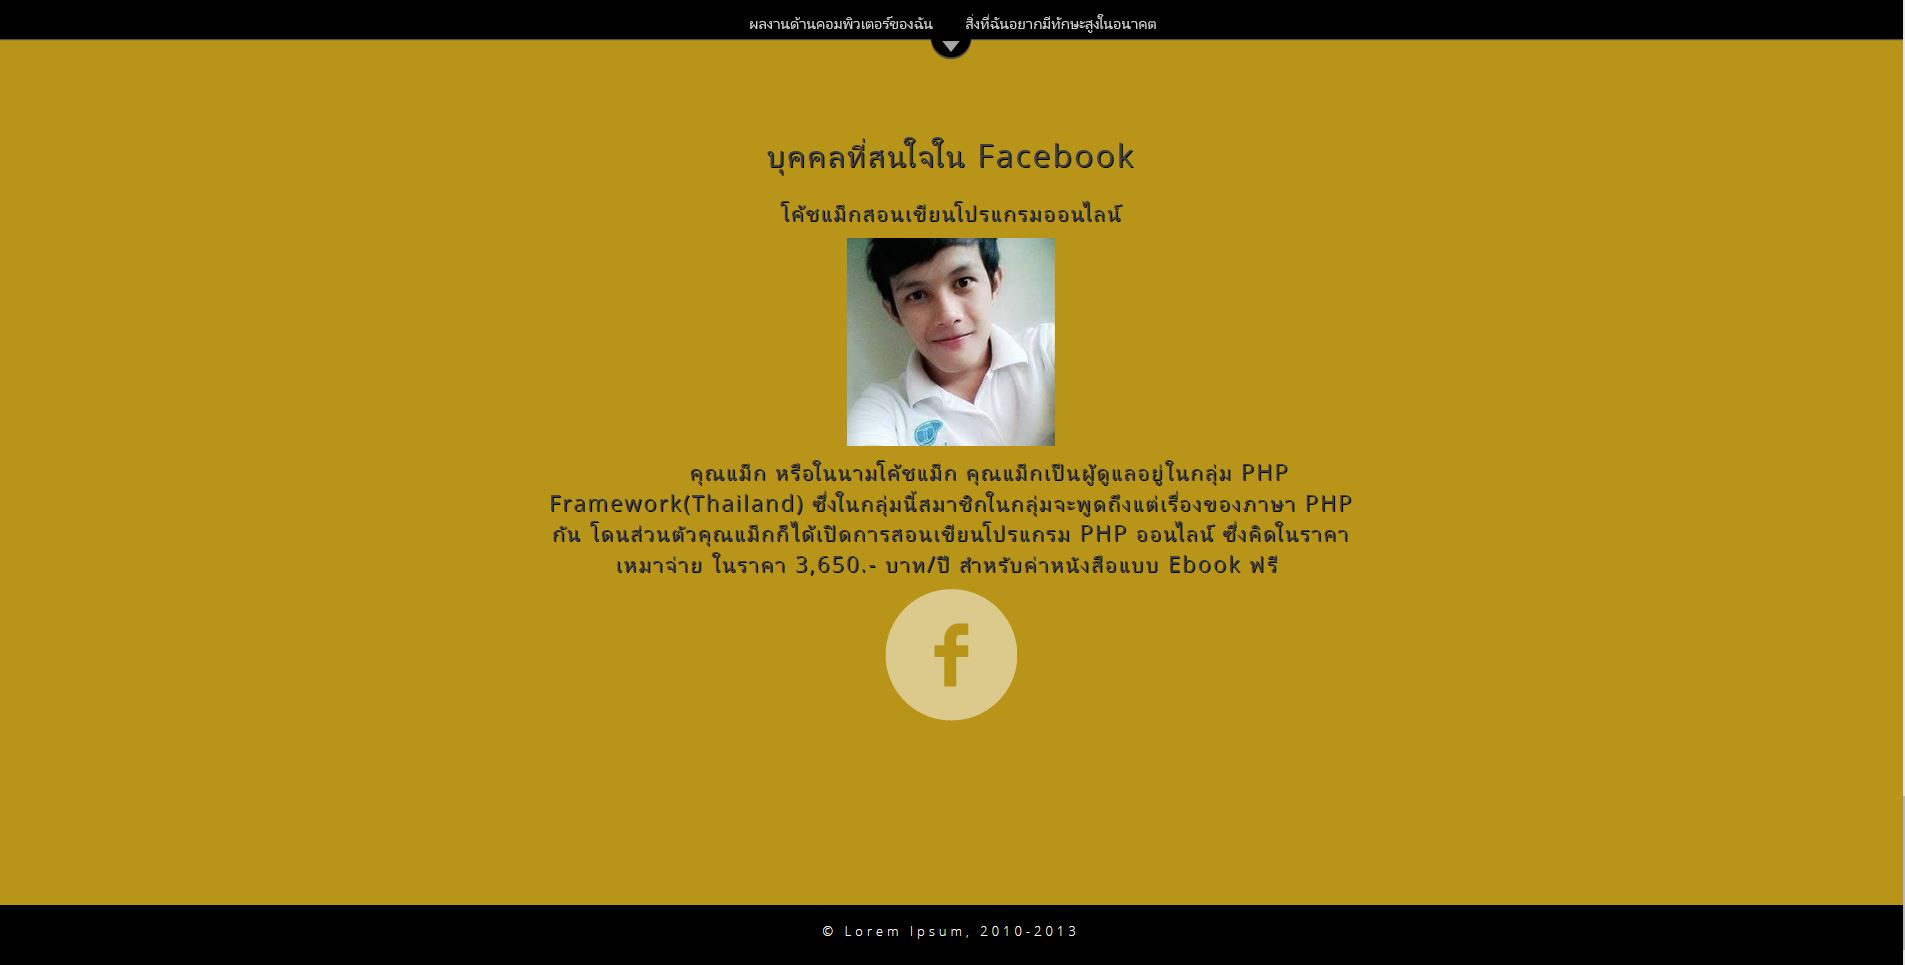 ผลงานด้านคอมพิวเตอร์ของฉัน สิ่งที่ฉันอยากมีทักษะสูงในอนาคต
บุคคลที่สนใจใน Facebook
โค้ชแม็กสอนเขียนโปรแกรมออนไลน์
คุณแม็ก หรือในนามโค้ชแม็ก คุณแม็กเป็นผู้ดูแลอยู่ในกลุ่ม PHP
Framework(Thailand) ซึ่งในกลุ่มนี้สมาชิกในกลุ่มจะพูดถึงแต่เรื่องของภาษา PHP
กัน โดนส่วนตัวคุณแม็กก็ได้เปิดการสอนเขียนโปรแกรม PHP ออนไลน์ ซึ่งคิดในราคา
เหมาจ่าย ในราคา 3,650.- บาท/ปี สำหรับค่าหนังสือแบบ Ebook ฟรี
f
© Lorem Ipsum, 2010-2013